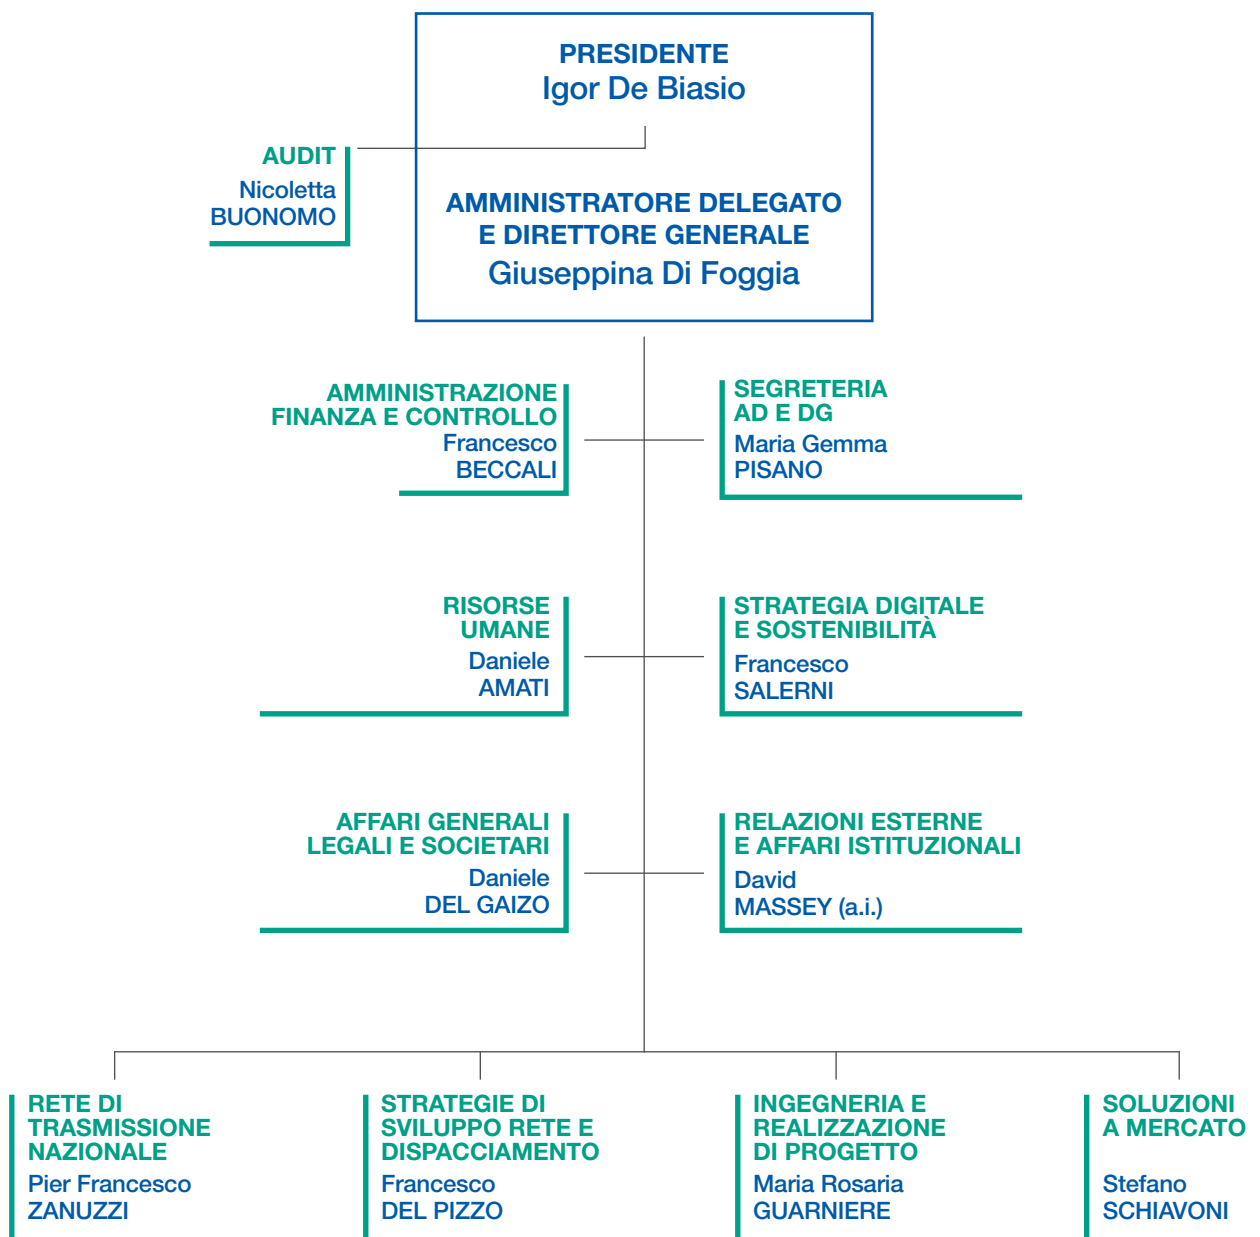 PRESIDENTE
Igor De Biasio
AUDIT
Nicoletta
BUONOMO
AMMINISTRATORE DELEGATO
E DIRETTORE GENERALE
Giuseppina Di Foggia
AMMINISTRAZIONE
FINANZA E CONTROLLO
Francesco
BECCALI
SEGRETERIA
AD E DG
Maria Gemma
PISANO
RISORSE
UMANE
Daniele
AMATI
STRATEGIA DIGITALE
E SOSTENIBILITÀ
Francesco
SALERNI
AFFARI GENERALI
LEGALI E SOCIETARI
Daniele
DEL GAIZO
RELAZIONI ESTERNE
E AFFARI ISTITUZIONALI
David
MASSEY (a.i.)
RETE DI
TRASMISSIONE
NAZIONALE
Pier Francesco
ZANUZZI
STRATEGIE DI
SVILUPPO RETE E
DISPACCIAMENTO
Francesco
DEL PIZZO
INGEGNERIA E
REALIZZAZIONE
DI PROGETTO
Maria Rosaria
GUARNIERE
SOLUZIONI
A MERCATO
Stefano
SCHIAVONI